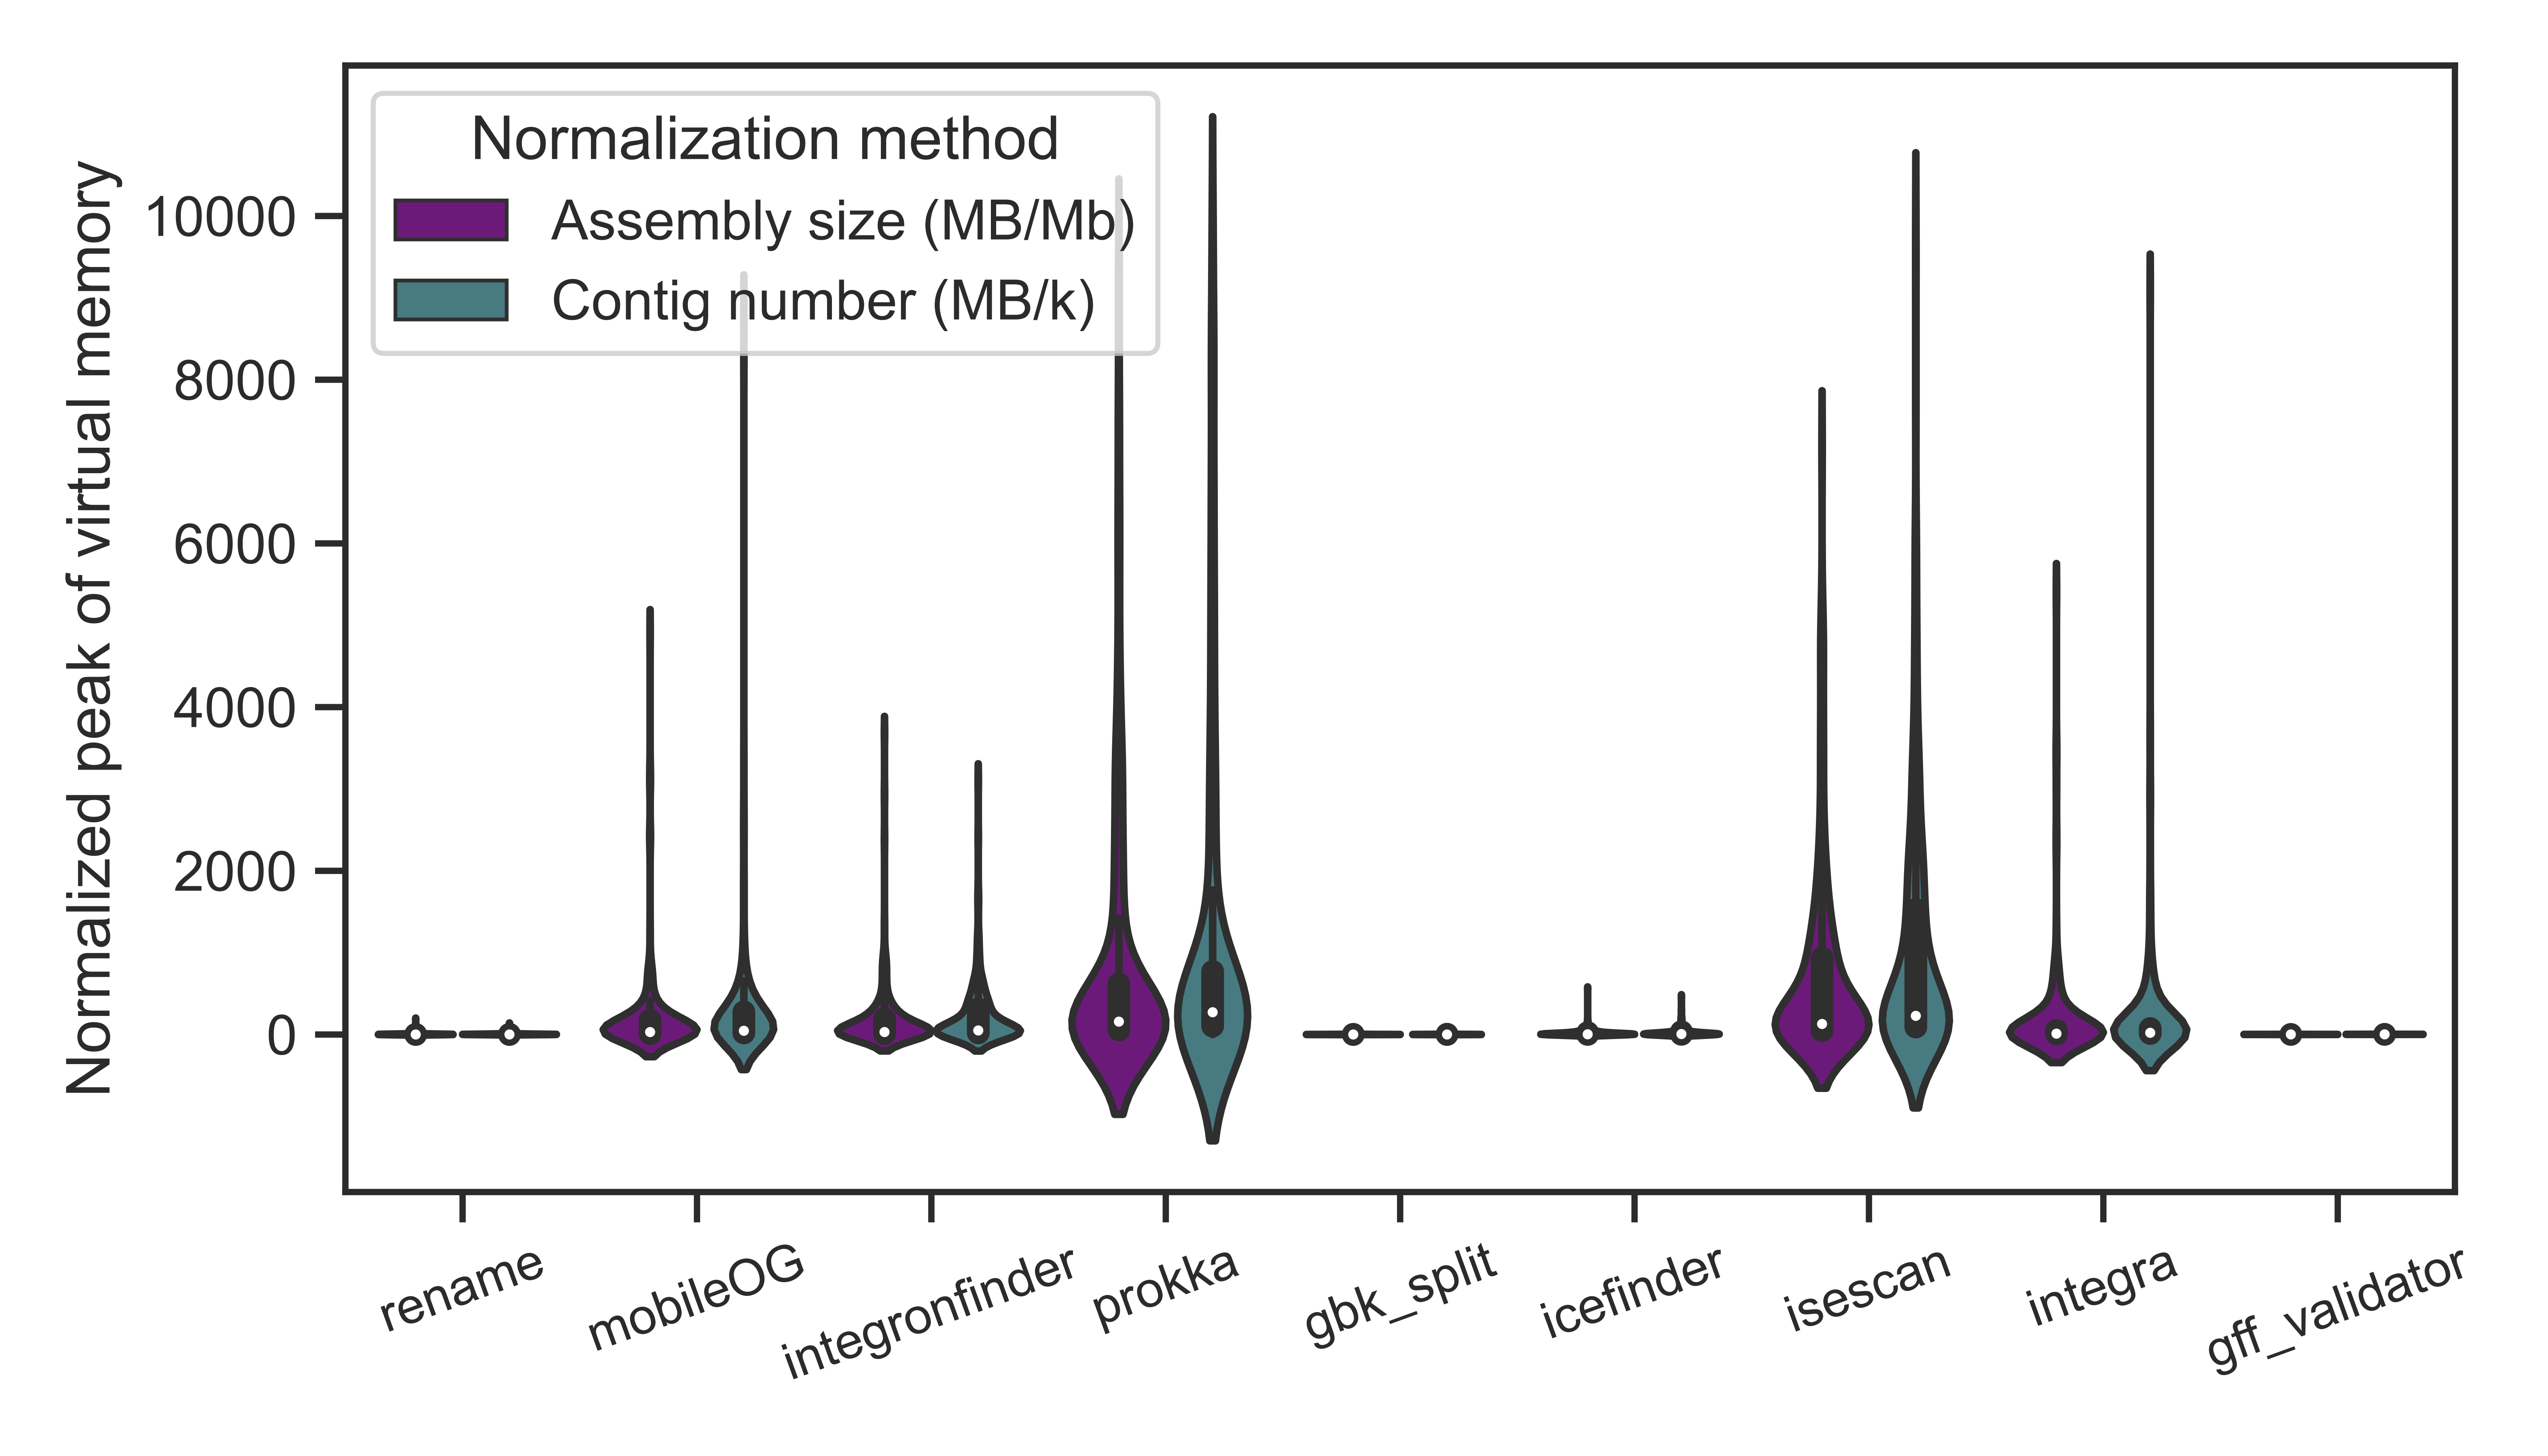 Normalized peak of virtual memory
10000
8000
6000
4000
2000
0
Normalization method
Assembly size (MB/Mb)
Contig number (MB/k)
rename
mobileOG
integronfinder
prokka
gbk_split
icefinder
isescan
integra
gff_validator